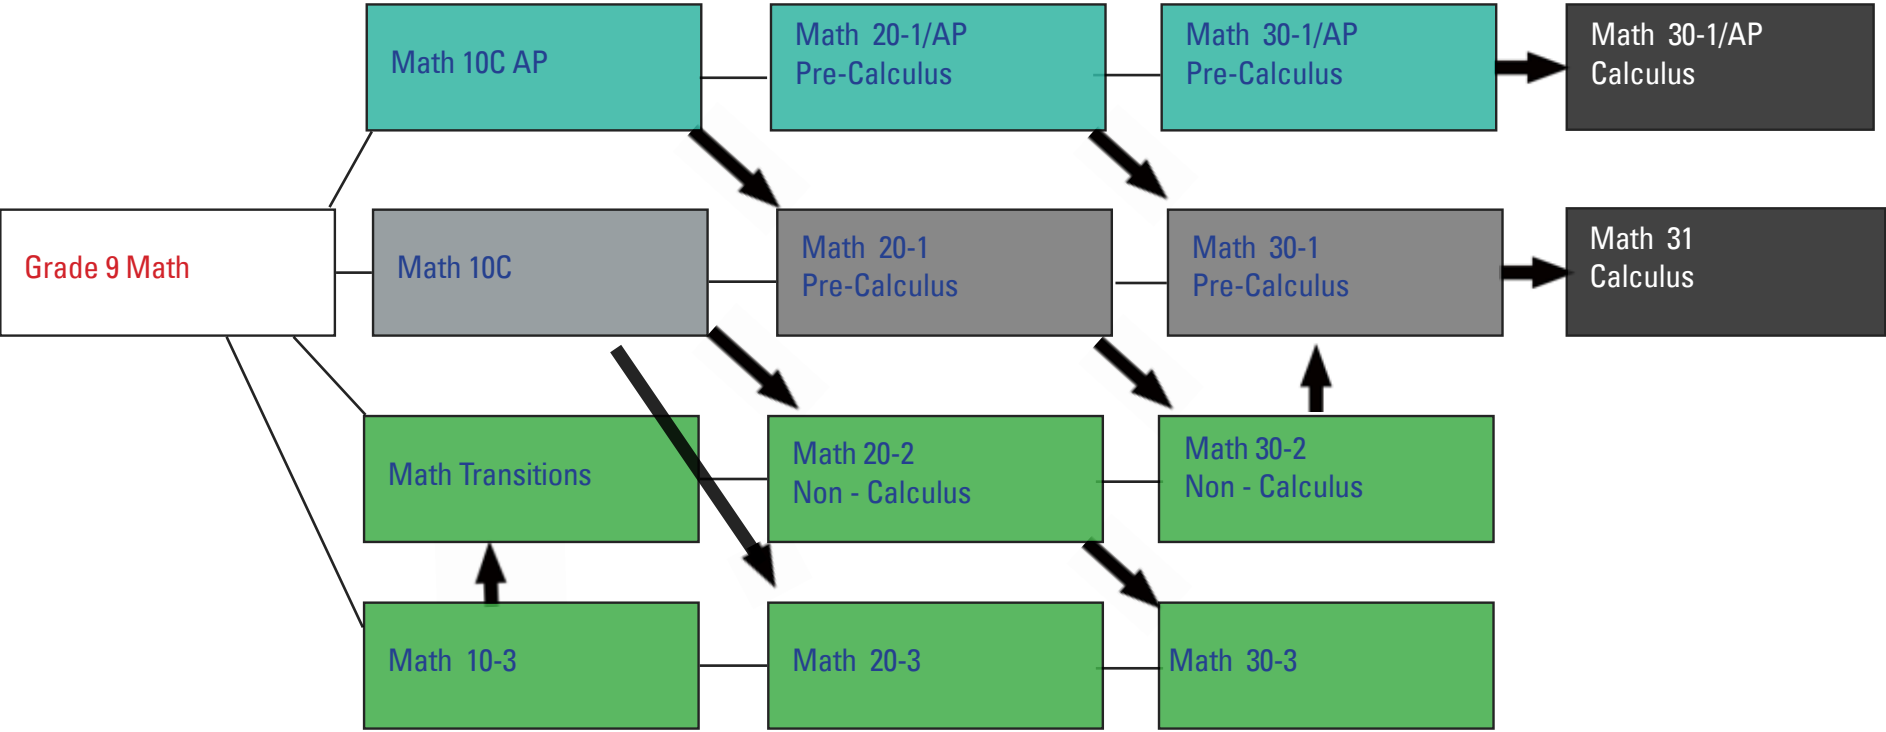 Math 10C AP
Math 20-1/AP
Pre-Calculus
Math 30-1/AP
Pre-Calculus
Math 30-1/AP
Calculus
Grade 9 Math
Math 10C
Math 20-1
Pre-Calculus
Math 30-1
Pre-Calculus
Math 31
Calculus
Math Transitions
Math 20-2
Non - Calculus
Math 30-2
Non - Calculus
Math 10-3
Math 20-3
Math 30-3